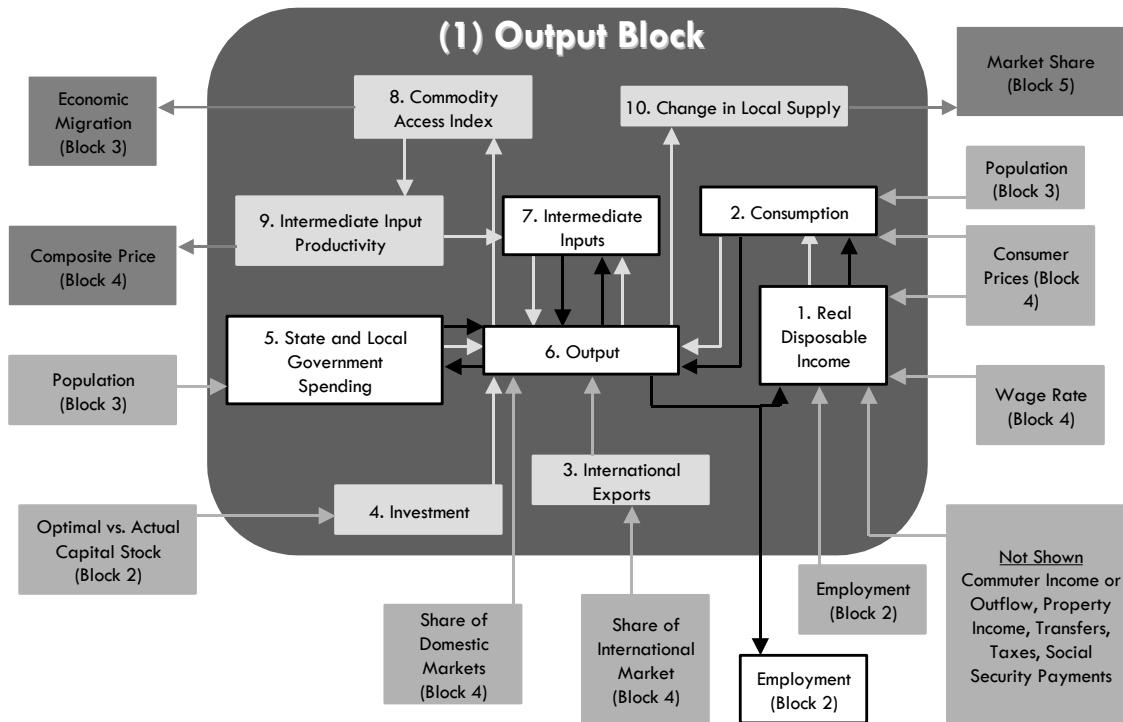 (1) Output Block
Economic
Migration
(Block 3)
8. Commodity
Access Index
10. Change in Local Supply
Market Share
(Block 5)
Population
(Block 3)
9. Intermediate Input
Productivity
7. Intermediate
Inputs
2. Consumption
Composite Price
(Block 4)
Consumer
Prices (Block
4)
5. State and Local
Government
Spending
6. Output
1. Real
Disposable
Income
Population
(Block 3)
Wage Rate
(Block 4)
3. International
Exports
4. Investment
Optimal vs. Actual
Capital Stock
(Block 2)
Share of
Domestic
Markets
(Block 4)
Share of
International
Market
(Block 4)
Employment
(Block 2)
Employment
(Block 2)
Not Shown
Commuter Income or
Outflow, Property
Income, Transfers,
Taxes, Social
Security Payments